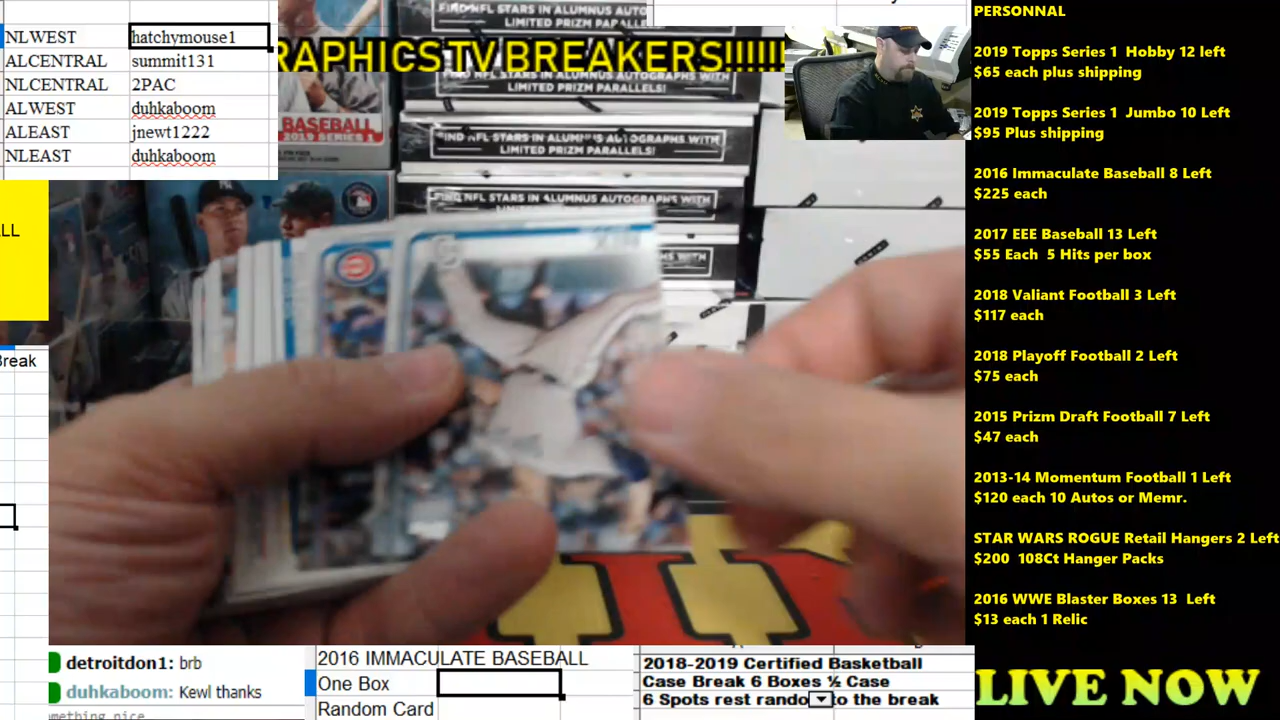 NLWEST hatchymouse1
ALCENTRAL summit131
NLCENTRAL 2PAC
ALWEST duhkaboom
ALEAST jnewt1222
NLEAST duhkaboom
RAPHICS TV BREAKERS!!!!!!
LIMITED PRIZM PARALLELS!
LIMITED PRIZM PARALLELS!
FIND NFL STARS IN ALUMNUS AUTOGRAPHS WITH
LIMITED PRIZM PARALLELS!
FIND NFL STARS IN ALUMNUS AUTOGRAPHS WITH
BASEBALL
2019 SERIES 1
LL
Break
PERSONNAL
2019 Topps Series 1 Hobby 12 left
$65 each plus shipping
2019 Topps Series 1 Jumbo 10 Left
$95 Plus shipping
2016 Immaculate Baseball 8 Left
$225 each
2017 EEE Baseball 13 Left
$55 Each 5 Hits per box
2018 Valiant Football 3 Left
$117 each
2018 Playoff Football 2 Left
$75 each
2015 Prizm Draft Football 7 Left
$47 each
2013-14 Momentum Football 1 Left
$120 each 10 Autos or Memr.
STAR WARS ROGUE Retail Hangers 2 Left
$200 108Ct Hanger Packs
2016 WWE Blaster Boxes 13 Left
$13 each 1 Relic
LIVE NOW
detroitdon1: brb
duhkaboom: Kewl thanks
2016 IMMACULATE BASEBALL
One Box
Random Card
2018-2019 Certified Basketball
Case Break 6 Boxes ½ Case
6 Spots rest rando to the break